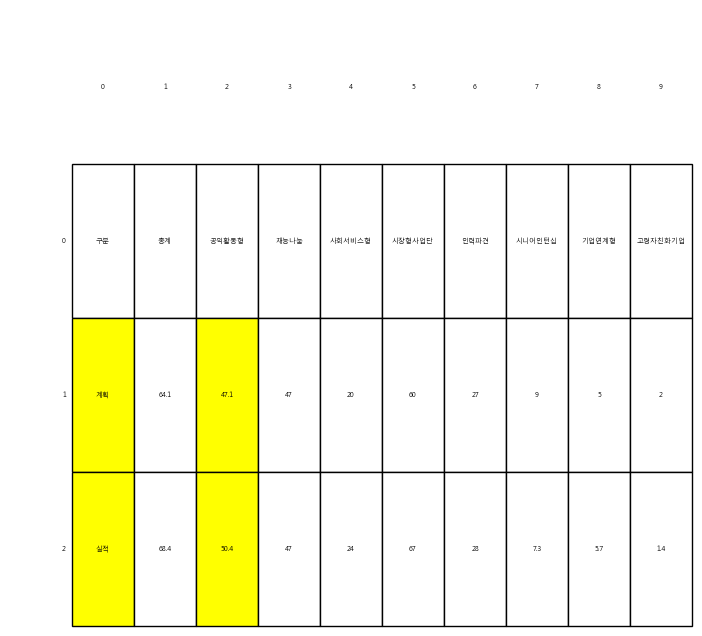 0 1 2 3 4 5 6 7 8 9
0 구분 총계 공익활동형 재능나눔 사회서비스형 시장형사업단 인력파견 시니어인턴십 기업연계형 고령자친화기업
1 계획 64.1 47.1 47 20 60 27 9 5 2
2 실적 68.4 50.4 47 24 67 28 7.3 5.7 1.4